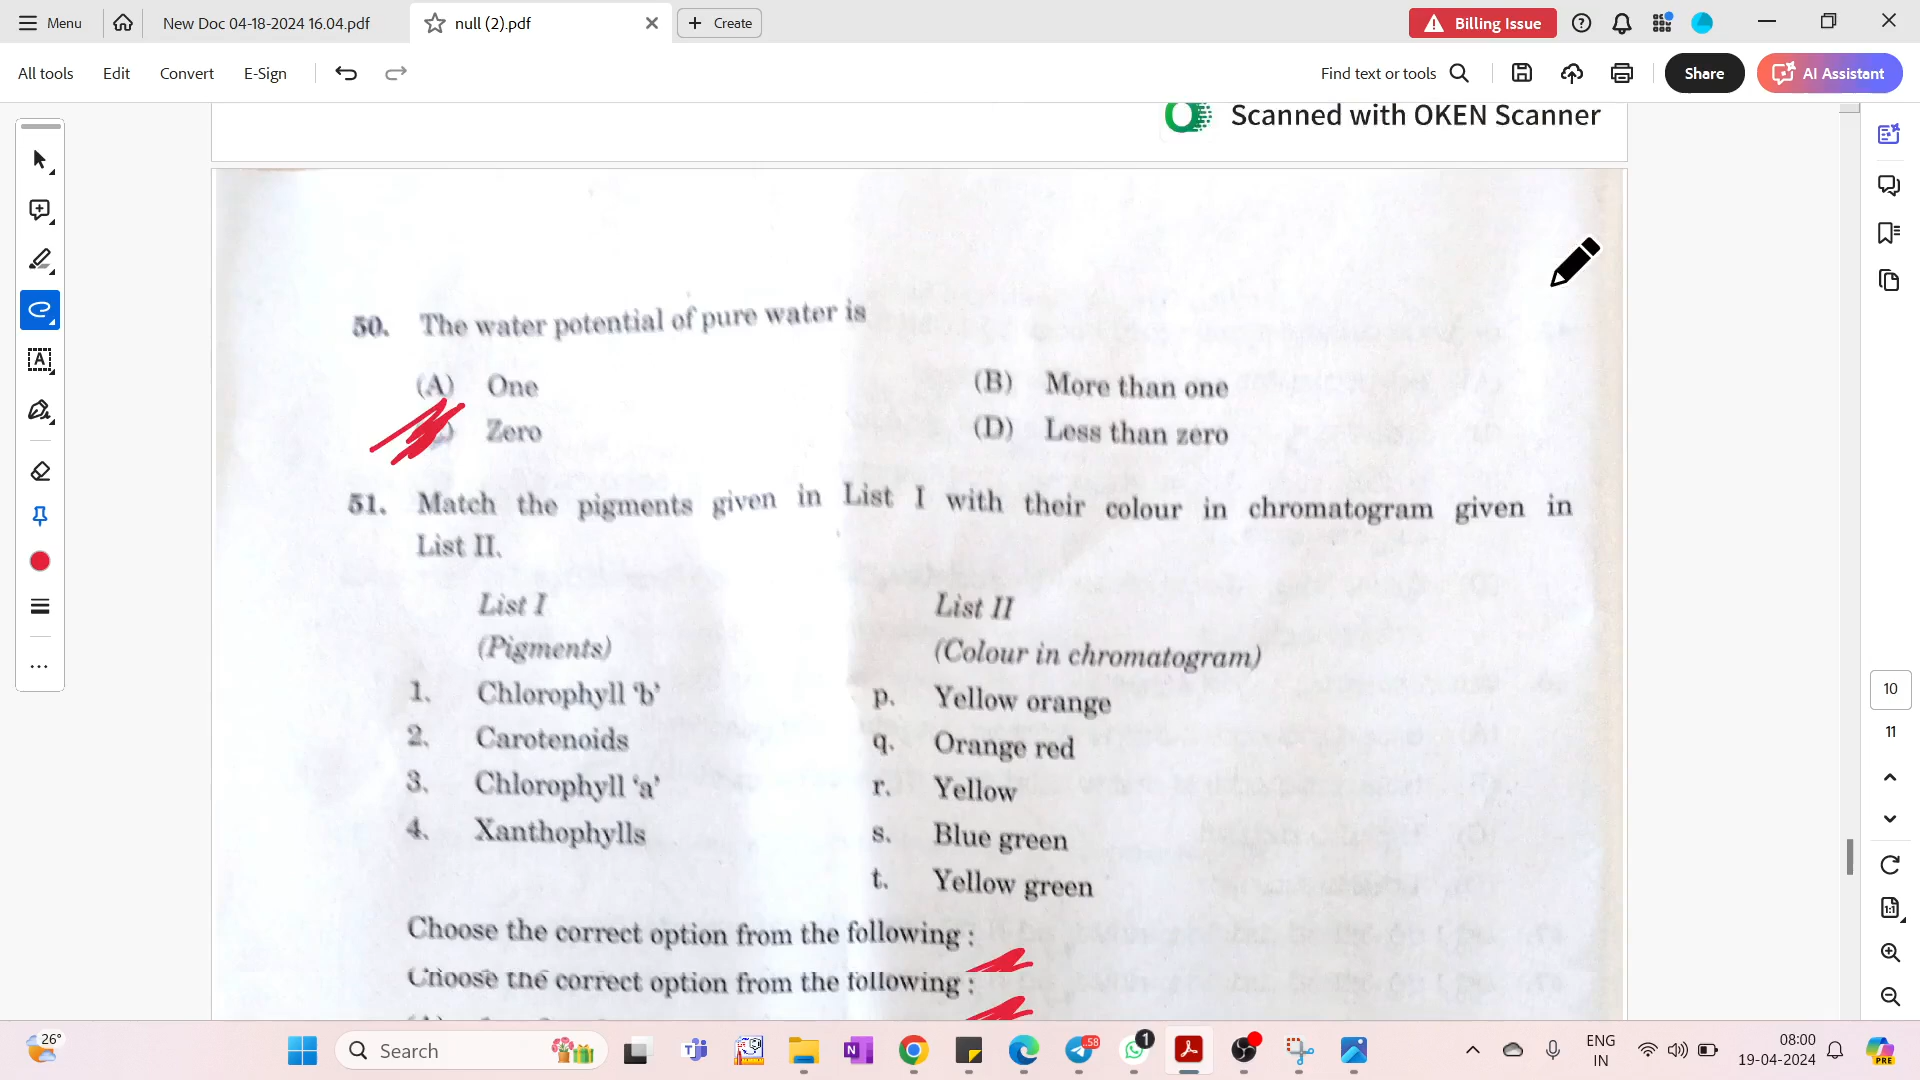 Menu
New Doc 04-18-2024 16.04.pdf
null (2).pdf
Create
Billing Issue
All tools
Edit
Convert
E-Sign
Find text or tools
Share
AI Assistant
Scanned with OKEN Scanner
50. The water potential of pure water is
(A) One
(B) More than one
Zero
(D) Less than zero
51. Match the pigments given in List I with their colour in chromatogram given in
List II.
List I
List II
(Pigments)
(Colour in chromatogram)
1. Chlorophyll 'b'
p. Yellow orange
2. Carotenoids
q. Orange red
3. Chlorophyll 'a'
r. Yellow
4. Xanthophylls
s. Blue green
t. Yellow green
Choose the correct option from the following :
Choose the correct option from the following :
10
11
26°
Search
58
1
ENG
IN
08:00
19-04-2024
PRE